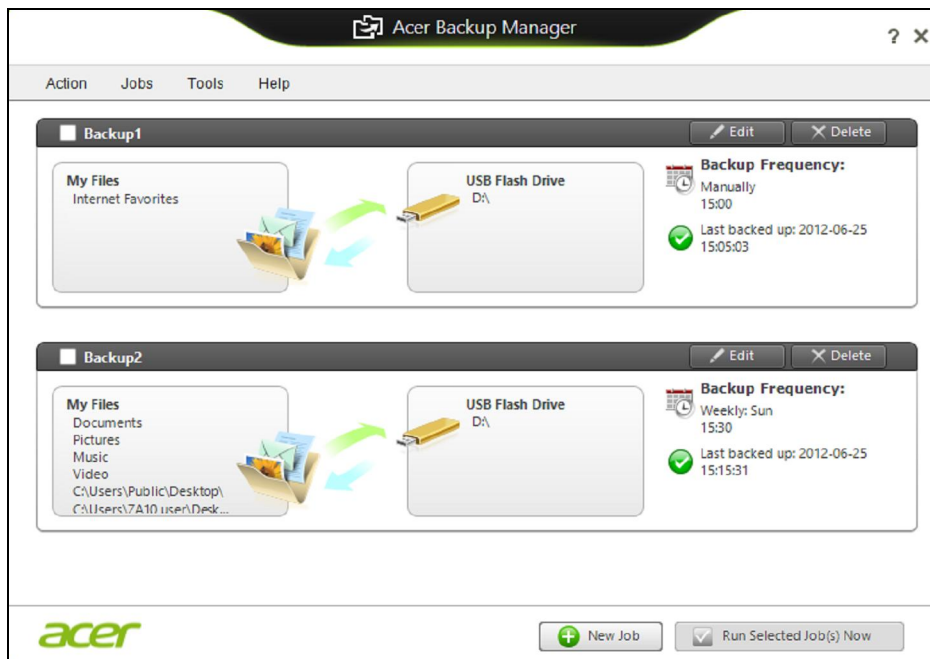 Acer Backup Manager
? X
Action Jobs Tools Help
Backup1 Edit Delete
My Files
Internet Favorites
USB Flash Drive
D:\
Backup Frequency:
Manually
15:00
Last backed up: 2012-06-25
15:05:03
Backup2 Edit Delete
My Files
Documents
Pictures
Music
Video
C:\Users\Public\Desktop\
C:\Users\7A10 user\Desk...
USB Flash Drive
D:\
Backup Frequency:
Weekly: Sun
15:30
Last backed up: 2012-06-25
15:15:31
acer New Job Run Selected Job(s) Now